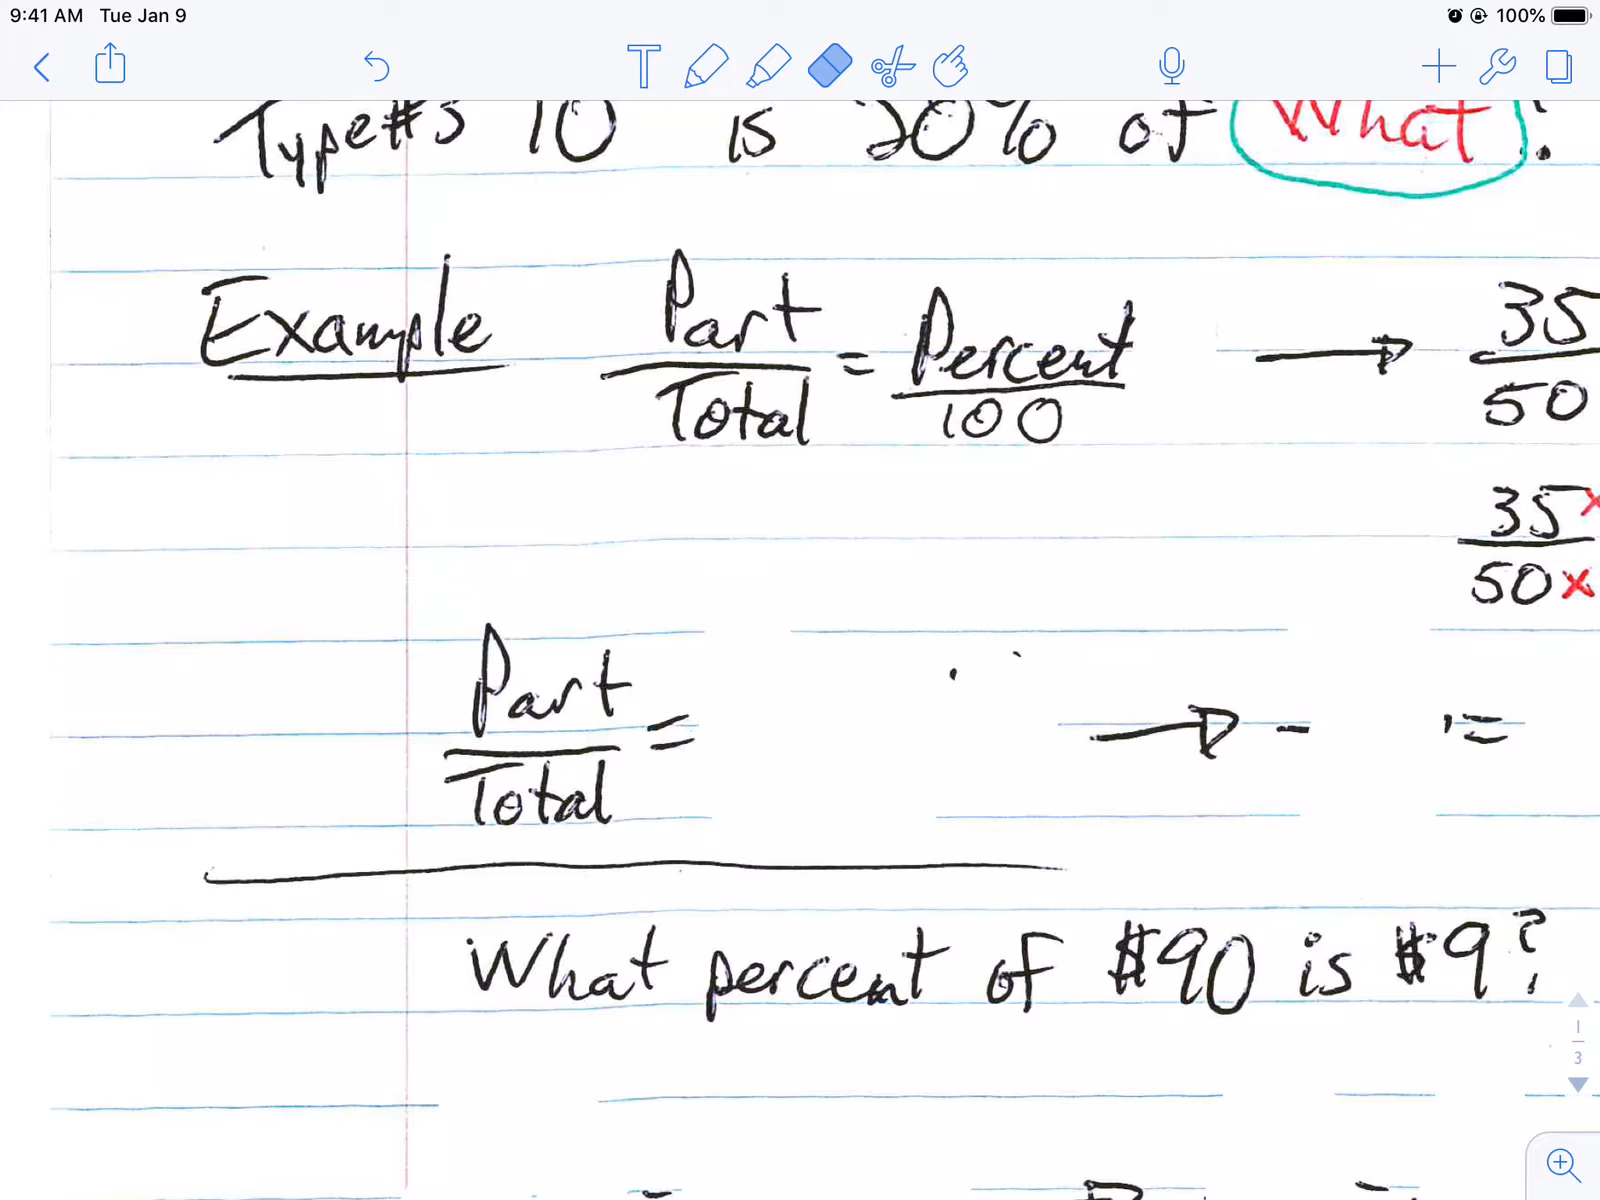 9:41 AM Tue Jan 9 100%
Type#3 10 is 20% of What?
Example Part/Total = Percent/100 → 35/50
35×/50×
Part/Total = → - =
What percent of $90 is $9?
1/3